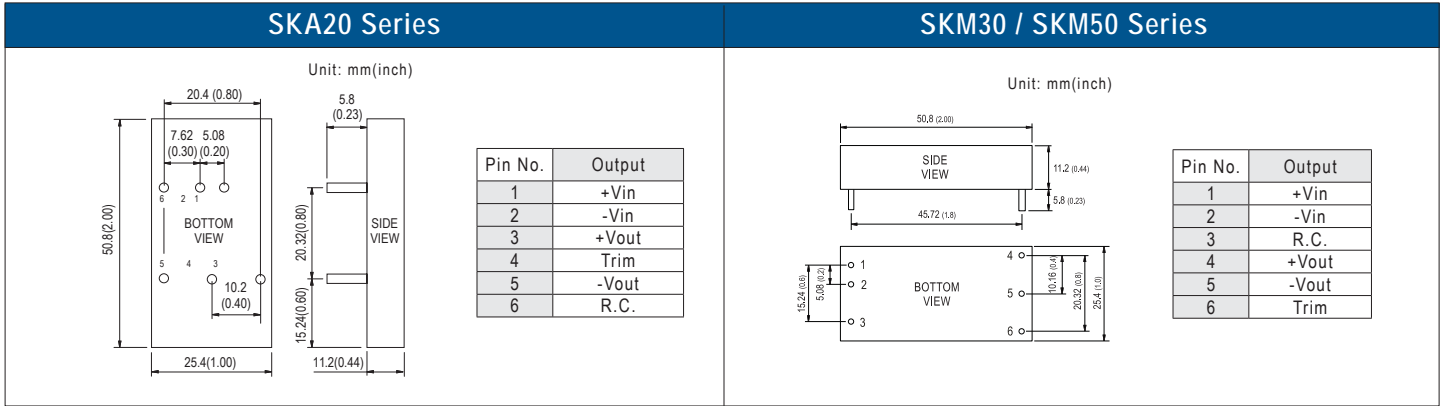 SKA20 Series
Unit: mm(inch)
20.4 (0.80)
5.8
(0.23)
7.62 5.08
(0.30) (0.20)
6 2 1
BOTTOM
VIEW
50.8(2.00)
5 4 3
10.2
(0.40)
25.4(1.00)
20.32(0.80)
SIDE
VIEW
15.24(0.60)
11.2(0.44)
Pin No. Output
1 +Vin
2 -Vin
3 +Vout
4 Trim
5 -Vout
6 R.C.
SKM30 / SKM50 Series
Unit: mm(inch)
50.8 (2.00)
SIDE
VIEW
11.2 (0.44)
5.8 (0.23)
45.72 (1.8)
15.24 (0.6)
5.08 (0.2)
1
2
3
BOTTOM
VIEW
4
5
6
10.16 (0.4)
20.32 (0.8)
25.4 (1.0)
Pin No. Output
1 +Vin
2 -Vin
3 R.C.
4 +Vout
5 -Vout
6 Trim